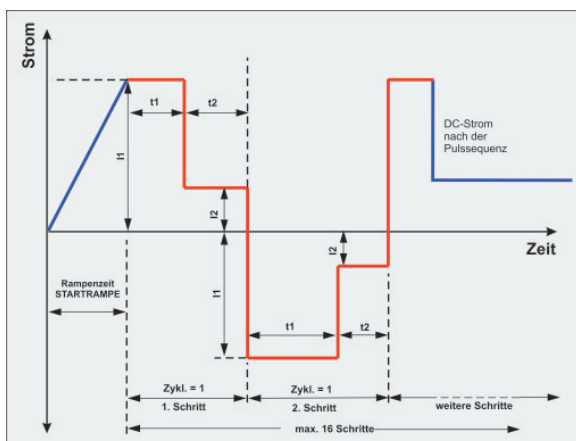 Strom
t1
t2
I1
I2
DC-Strom
nach der
Pulssequenz
Zeit
I2
Rampenzeit
STARTRAMPE
I1
t1
t2
Zykl. = 1
1. Schritt
Zykl. = 1
2. Schritt
weitere Schritte
max. 16 Schritte